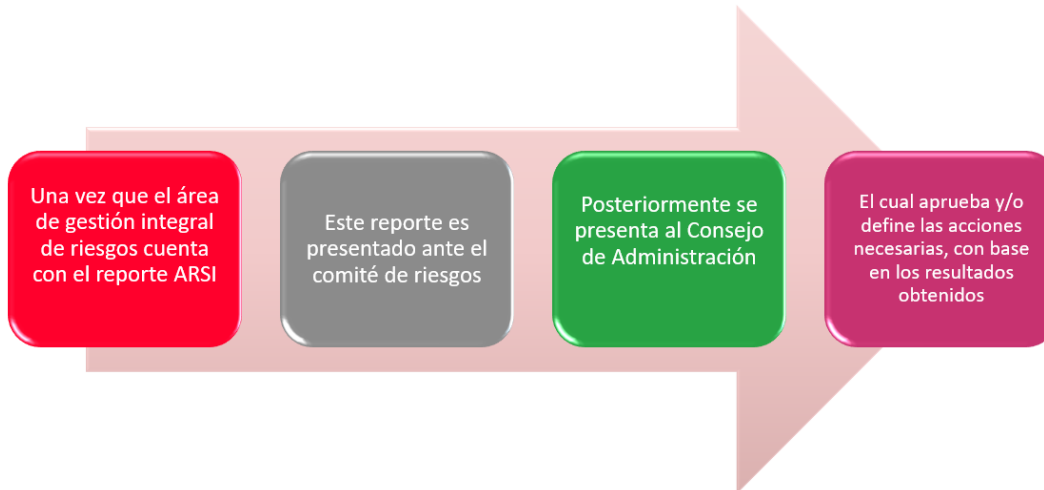 Una vez que el área
de gestión integral
de riesgos cuenta
con el reporte ARSI
Este reporte es
presentado ante el
comité de riesgos
Posteriormente se
presenta al Consejo
de Administración
El cual aprueba y/o
define las acciones
necesarias, con base
en los resultados
obtenidos